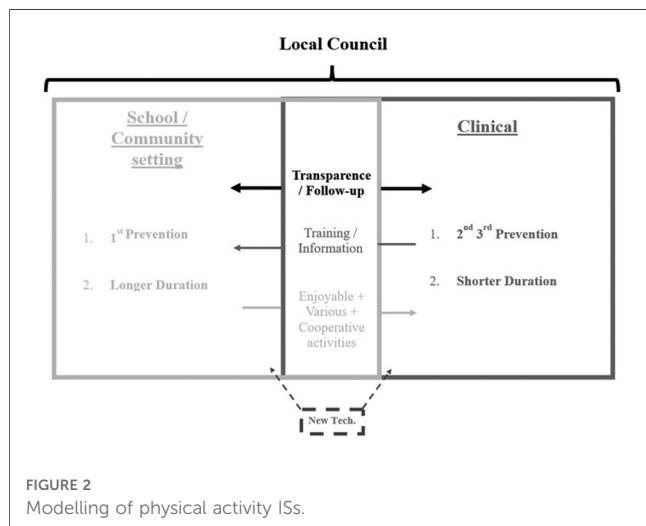 Local Council
School /
Community
setting
Clinical
Transparence
/ Follow-up
1. 1st Prevention
Training /
Information
1. 2nd 3rd Prevention
2. Longer Duration
2. Shorter Duration
Enjoyable +
Various +
Cooperative
activities
New Tech.
FIGURE 2
Modelling of physical activity ISs.